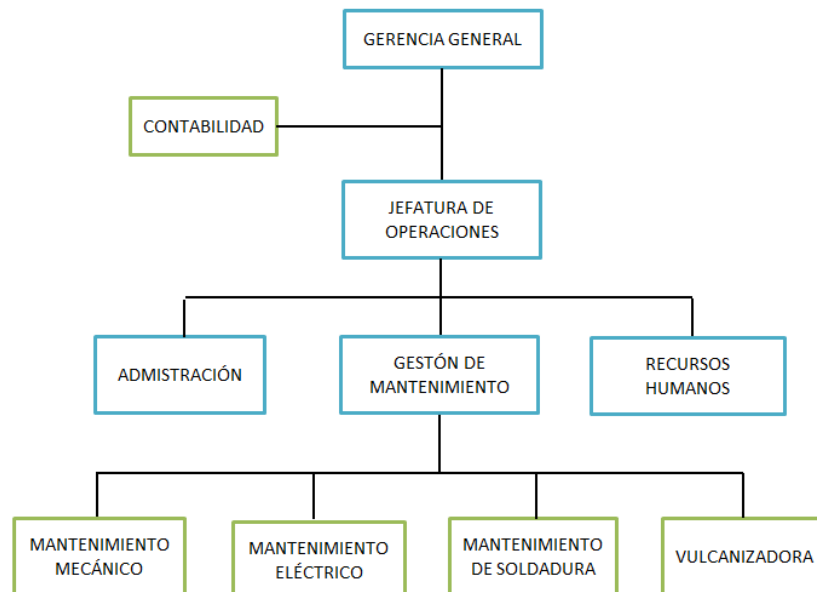 GERENCIA GENERAL
CONTABILIDAD
JEFATURA DE
OPERACIONES
ADMISTRACIÓN
GESTÓN DE
MANTENIMIENTO
RECURSOS
HUMANOS
MANTENIMIENTO
MECÁNICO
MANTENIMIENTO
ELÉCTRICO
MANTENIMIENTO
DE SOLDADURA
VULCANIZADORA